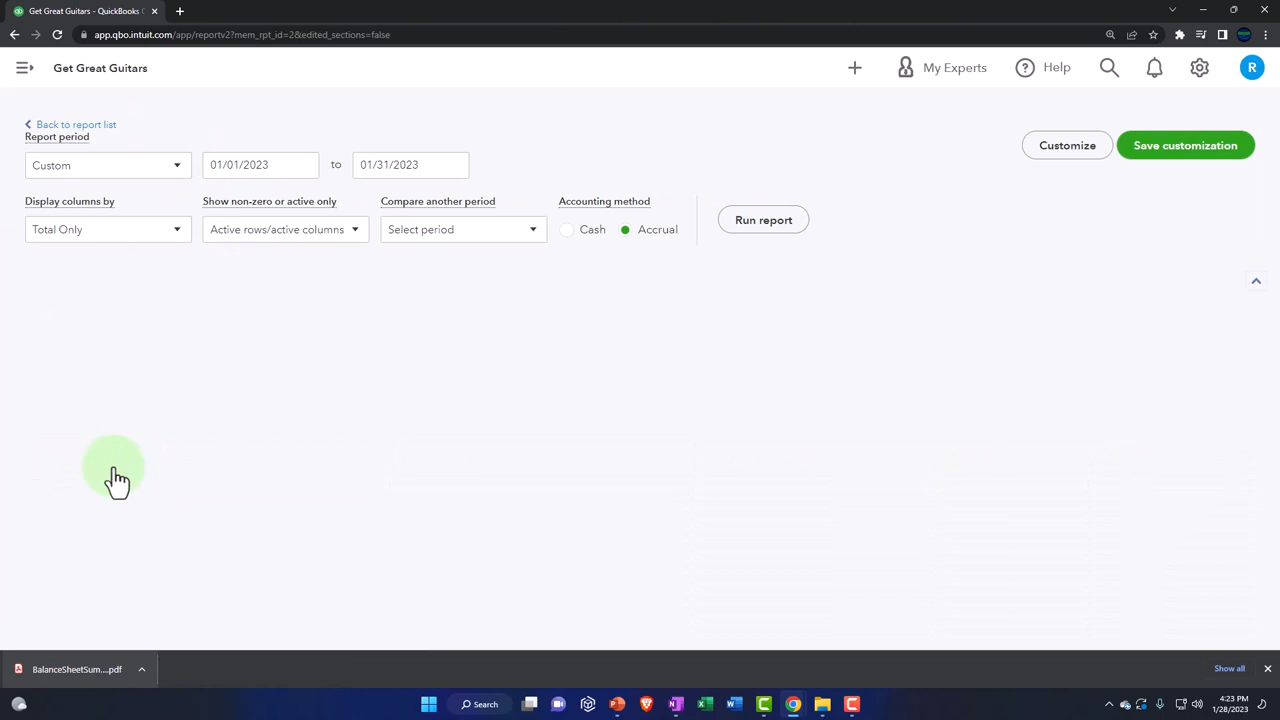 Get Great Guitars - QuickBooks C
app.qbo.intuit.com/app/reportv2?mem_rpt_id=2&edited_sections=false
Get Great Guitars
My Experts
Help
R
Back to report list
Report period
Custom
01/01/2023
to
01/31/2023
Customize
Save customization
Display columns by
Show non-zero or active only
Compare another period
Accounting method
Total Only
Active rows/active columns
Select period
Cash
Accrual
Run report
BalanceSheetSum....pdf
Show all
Search
4:23 PM
1/28/2023